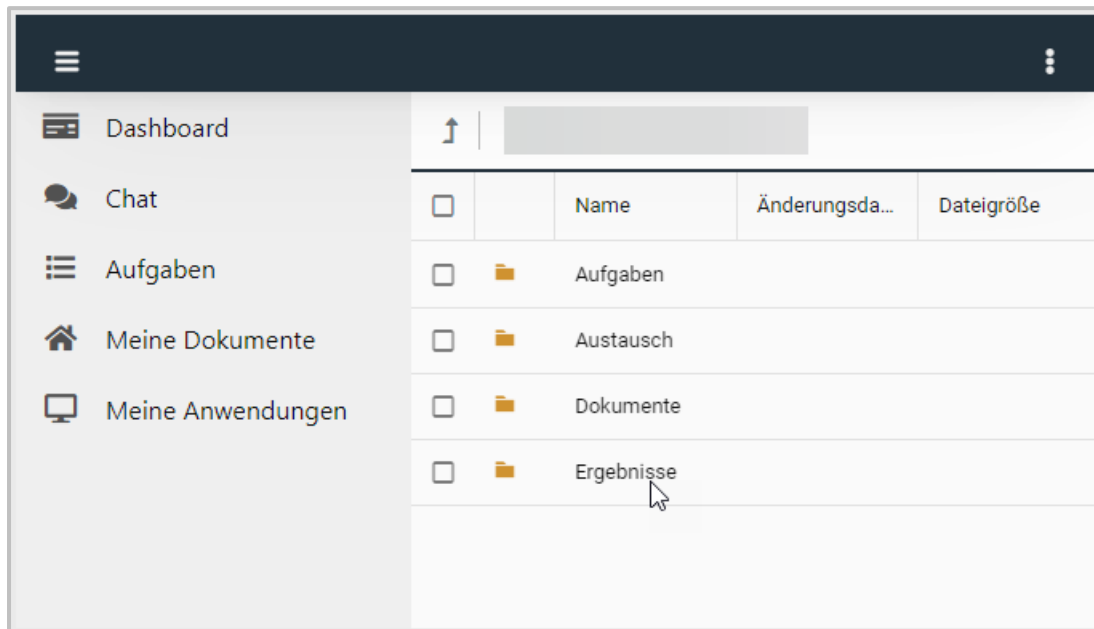 Dashboard
Chat
Aufgaben
Meine Dokumente
Meine Anwendungen
Name Änderungsda... Dateigröße
Aufgaben
Austausch
Dokumente
Ergebnisse